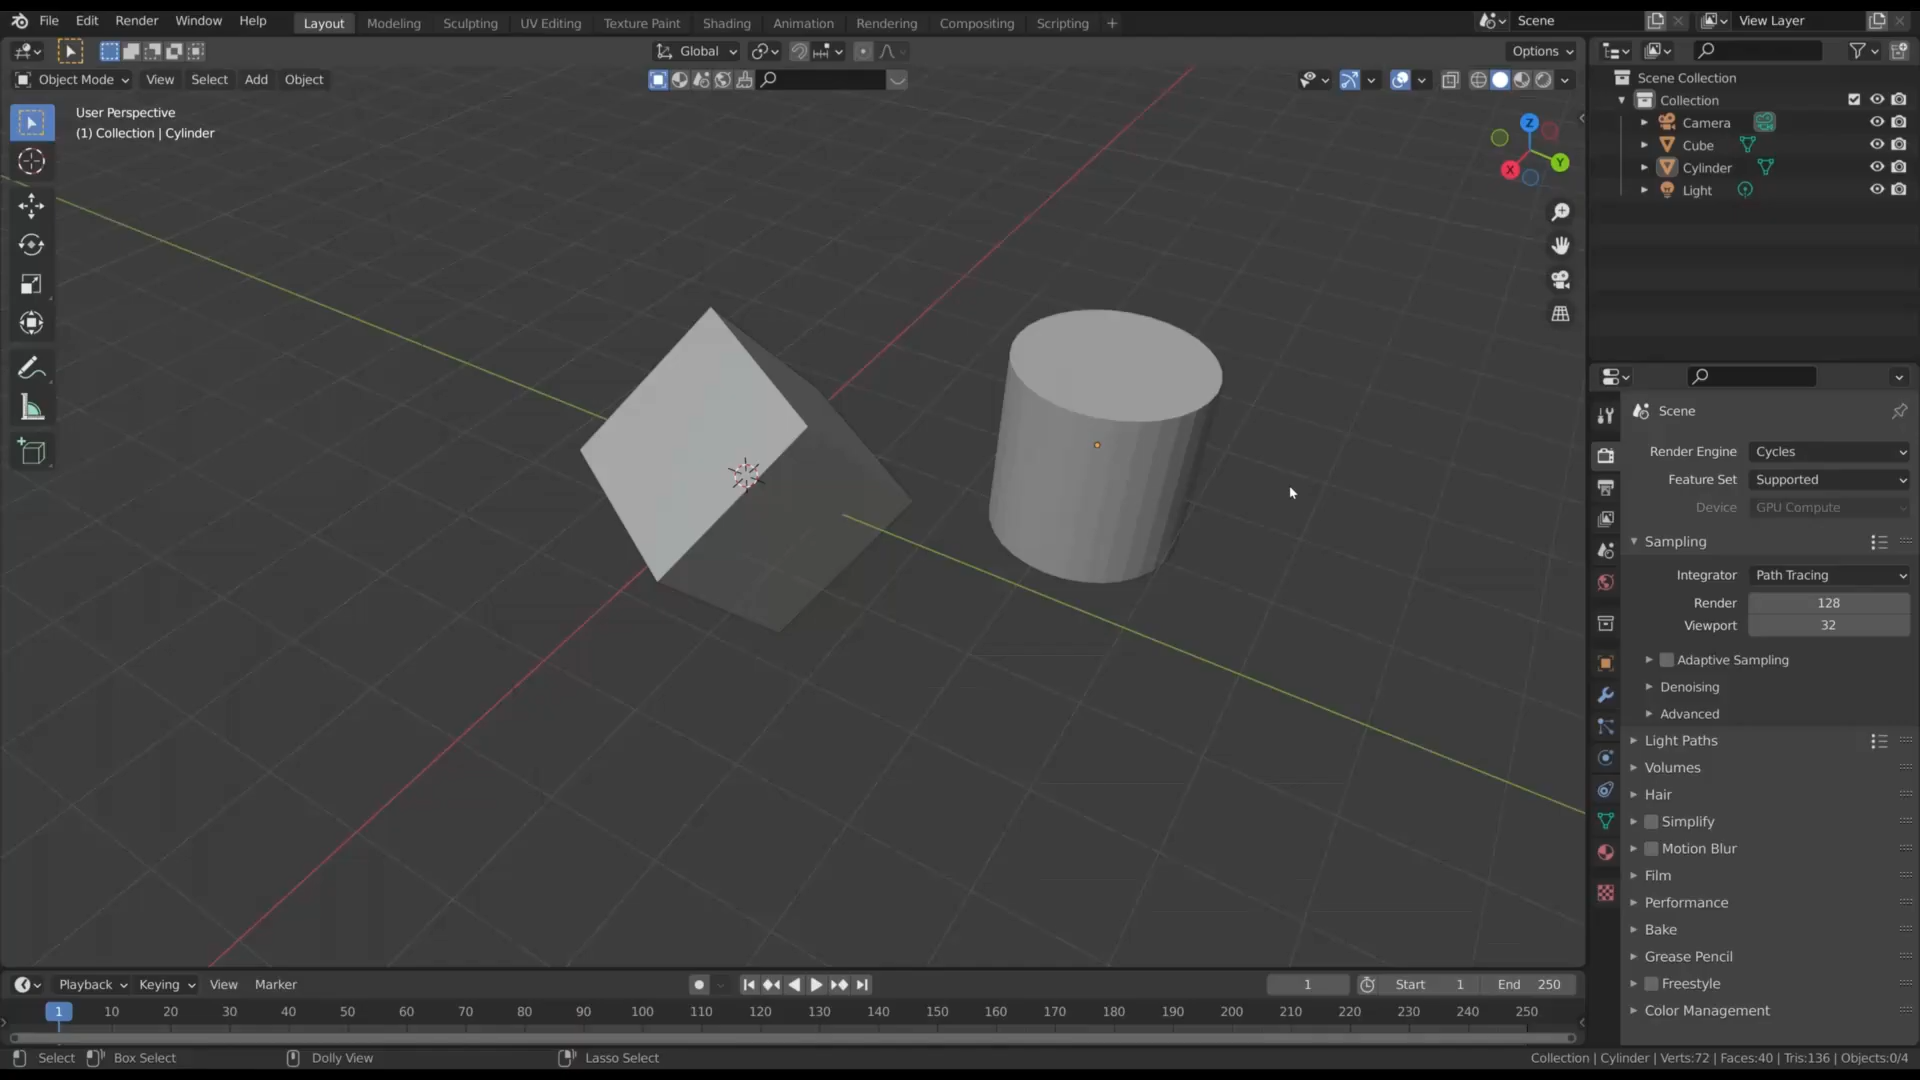 File Edit Render Window Help Layout Modeling Sculpting UV Editing Texture Paint Shading Animation Rendering Compositing Scripting + Scene View Layer
Global Options
Object Mode View Select Add Object
User Perspective
(1) Collection | Cylinder
Z
Y
X
Scene Collection
Collection
Camera
Cube
Cylinder
Light
Scene
Render Engine Cycles
Feature Set Supported
Device GPU Compute
Sampling
Integrator Path Tracing
Render 128
Viewport 32
Adaptive Sampling
Denoising
Advanced
Light Paths
Volumes
Hair
Simplify
Motion Blur
Film
Performance
Bake
Grease Pencil
Freestyle
Color Management
Playback Keying View Marker 1 Start 1 End 250
1 10 20 30 40 50 60 70 80 90 100 110 120 130 140 150 160 170 180 190 200 210 220 230 240 250
Select Box Select Dolly View Lasso Select Collection | Cylinder | Verts:72 | Faces:40 | Tris:136 | Objects:0/4